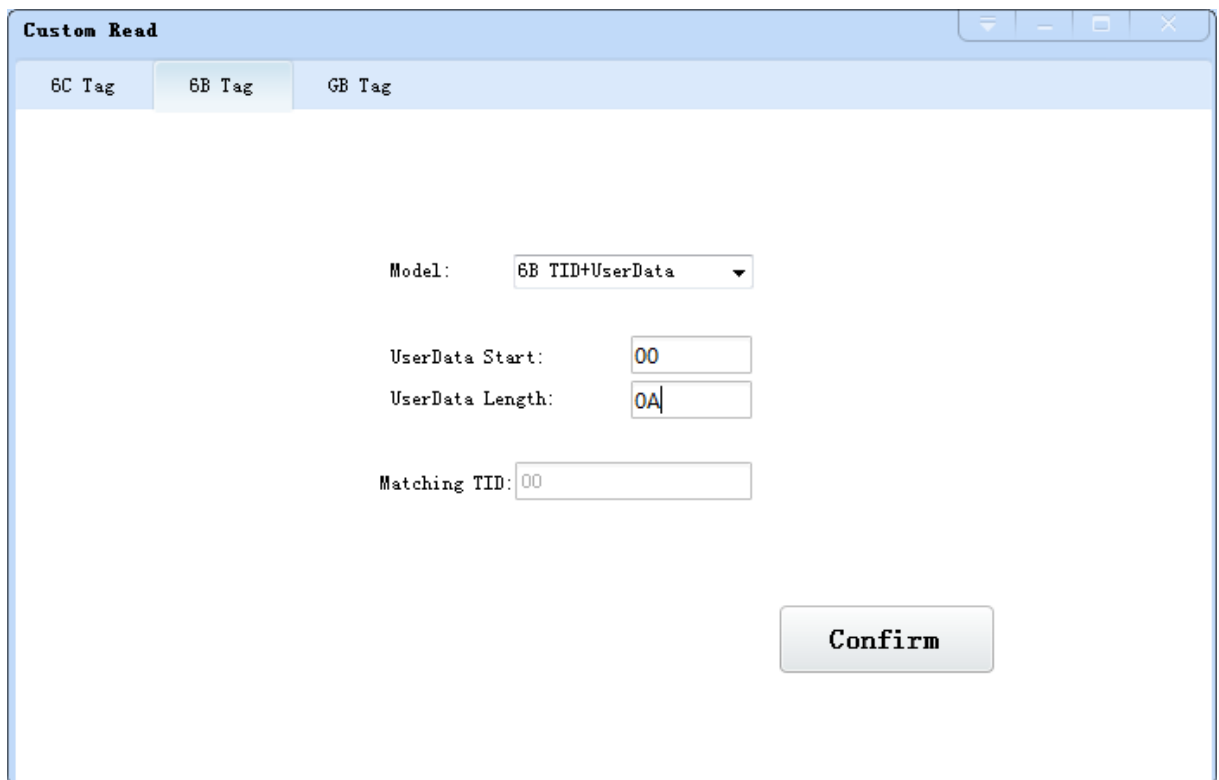 Custom Read
6C Tag 6B Tag GB Tag
Model: 6B TID+UserData
UserData Start: 00
UserData Length: 0A
Matching TID: 00
Confirm